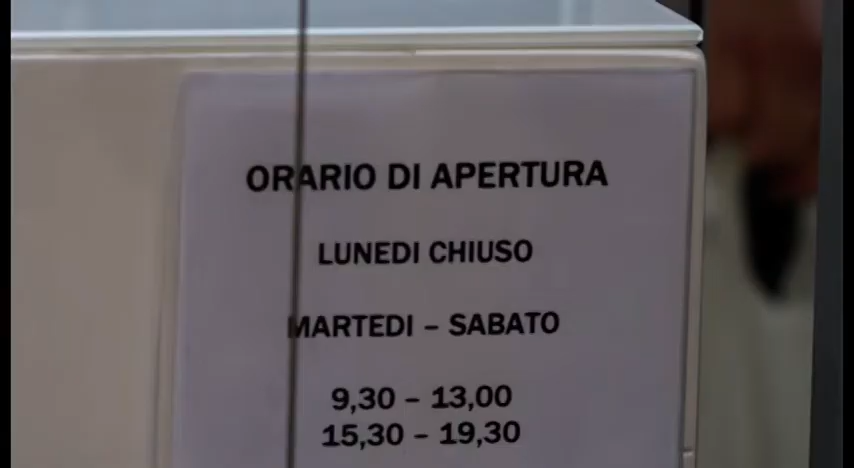 ORARIO DI APERTURA
LUNEDI CHIUSO
MARTEDI – SABATO
9,30 – 13,00
15,30 – 19,30